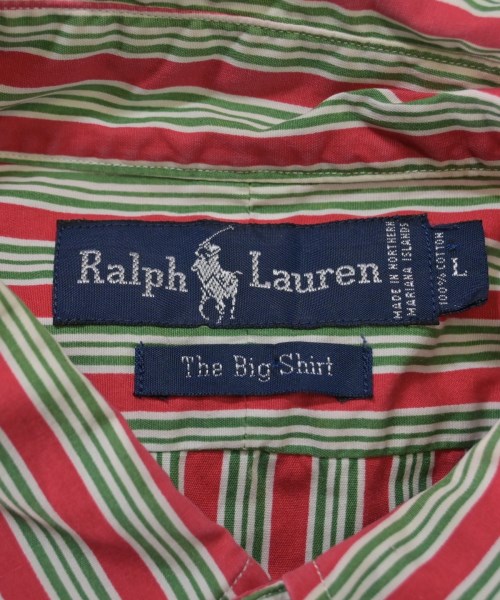 Ralph Lauren
MADE IN NORTHERN
MARIANA ISLANDS
100% COTTON
L
The Big Shirt